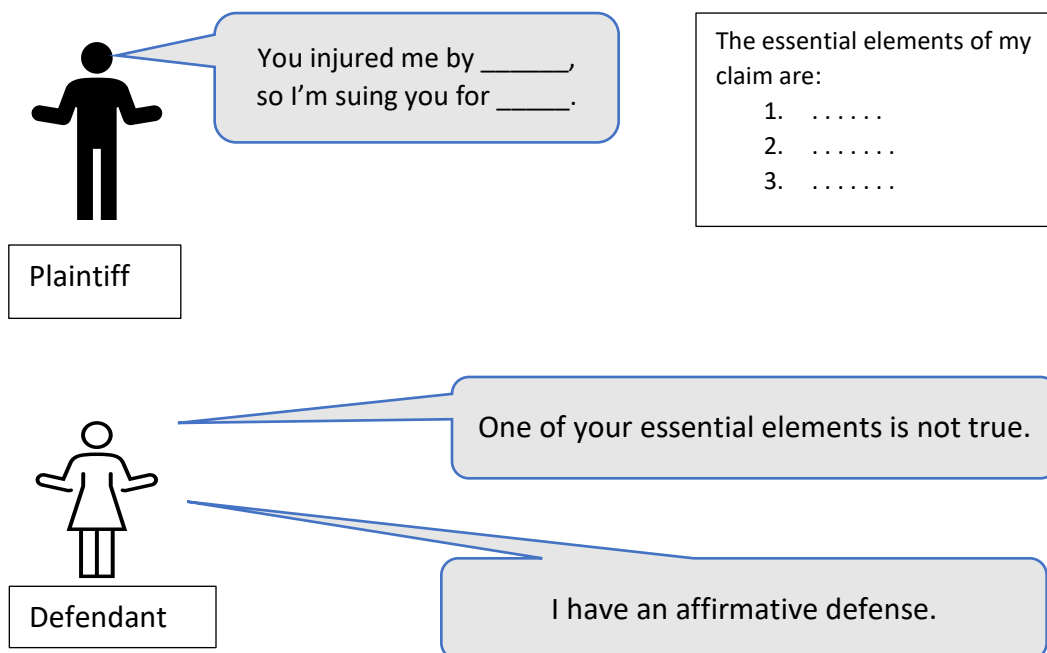 You injured me by ______,
so I'm suing you for _____.
The essential elements of my
claim are:
1. . . . . . .
2. . . . . . . .
3. . . . . . . .
Plaintiff
One of your essential elements is not true.
I have an affirmative defense.
Defendant